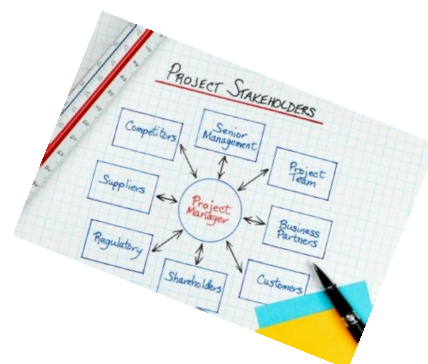 PROJECT STAKEHOLDERS
Competitors
Senior
Management
Project
Team
Suppliers
Project
Manager
Business
Partners
Regulatory
Shareholders
Customers